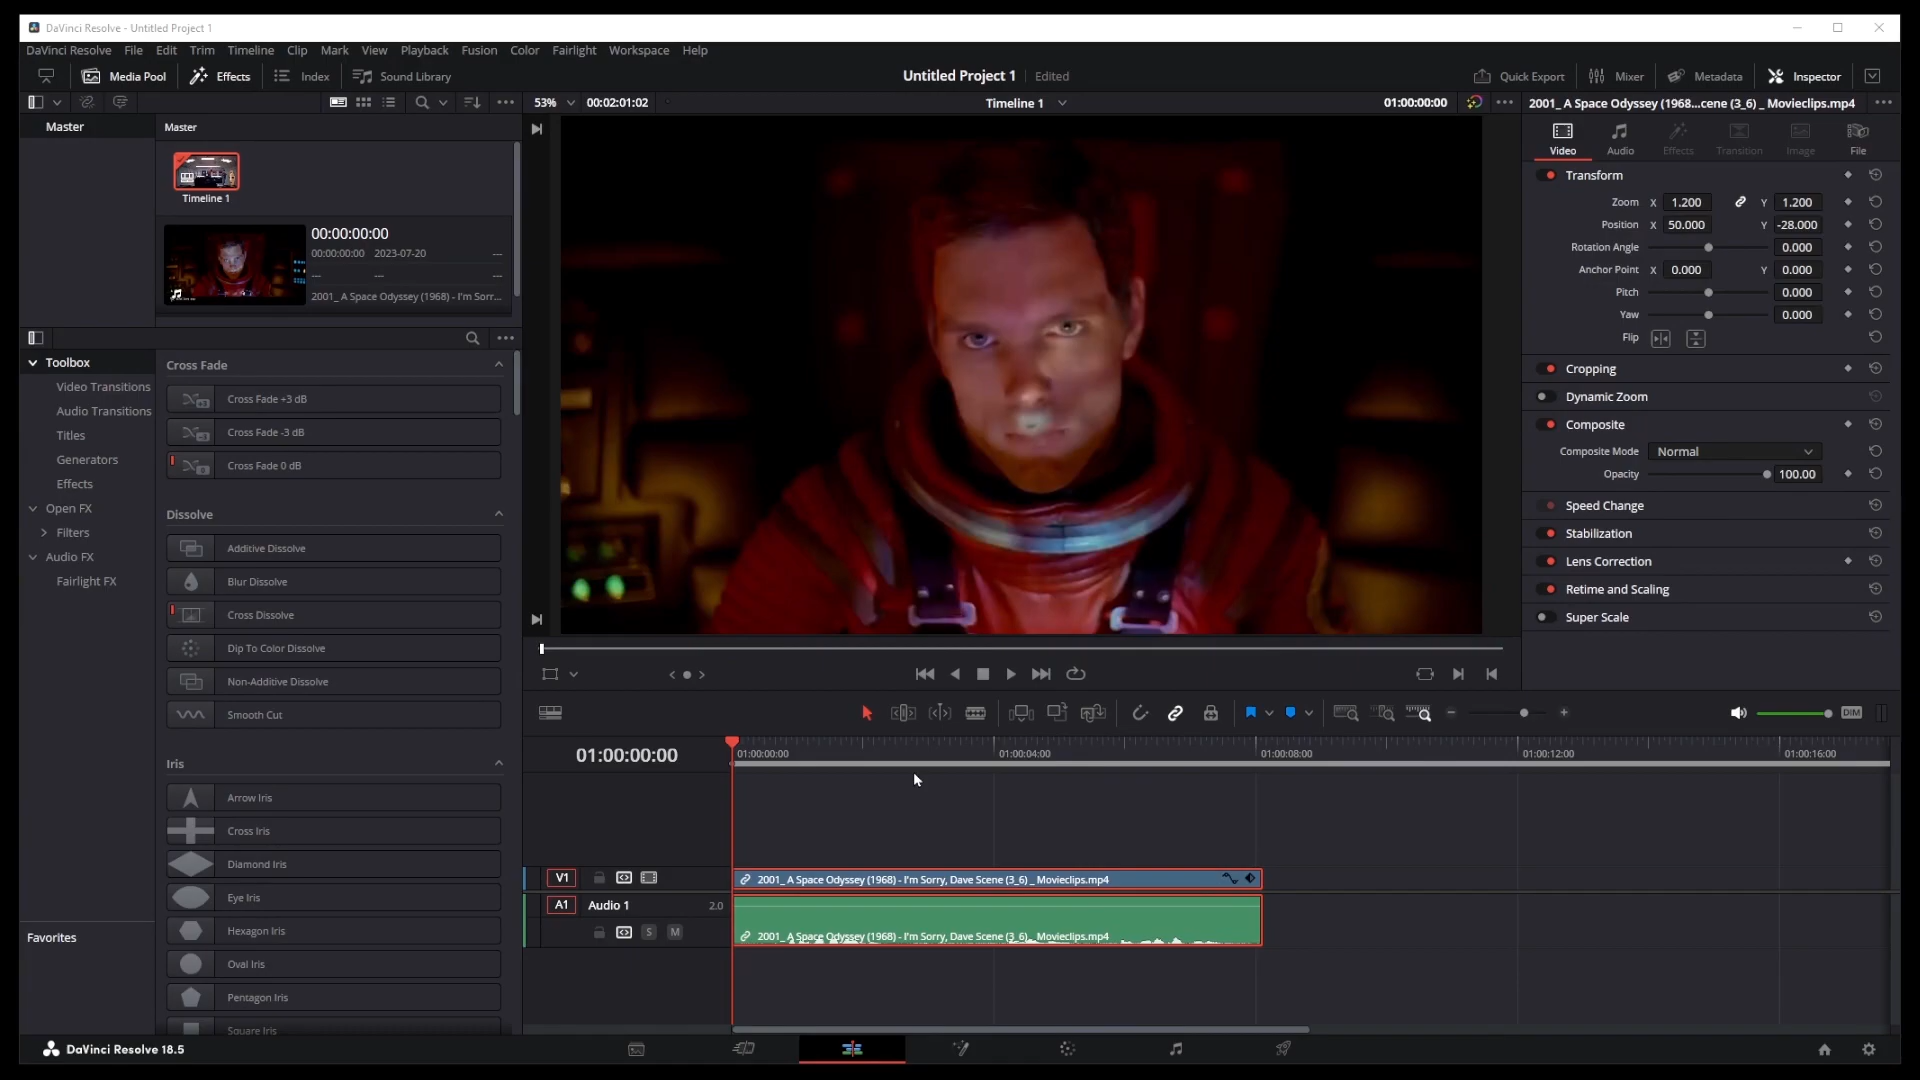 DaVinci Resolve - Untitled Project 1
DaVinci Resolve File Edit Trim Timeline Clip Mark View Playback Fusion Color Fairlight Workspace Help
Media Pool Effects Index Sound Library Untitled Project 1 Edited Quick Export Mixer Metadata Inspector
53% 00:02:01:02 Timeline 1 01:00:00:00 2001_ A Space Odyssey (1968...cene (3_6) _ Movieclips.mp4
Master Master
Timeline 1
00:00:00:00
00:00:00:00 2023-07-20 ---
--- --- ---
2001_ A Space Odyssey (1968) - I'm Sorr...
Video Audio Effects Transition Image File
Transform
Zoom X 1.200 Y 1.200
Position X 50.000 Y -28.000
Rotation Angle 0.000
Anchor Point X 0.000 Y 0.000
Pitch 0.000
Yaw 0.000
Flip
Cropping
Dynamic Zoom
Composite
Composite Mode Normal
Opacity 100.00
Speed Change
Stabilization
Lens Correction
Retime and Scaling
Super Scale
Toolbox
Video Transitions
Audio Transitions
Titles
Generators
Effects
Open FX
Filters
Audio FX
Fairlight FX
Favorites
Cross Fade
Cross Fade +3 dB
Cross Fade -3 dB
Cross Fade 0 dB
Dissolve
Additive Dissolve
Blur Dissolve
Cross Dissolve
Dip To Color Dissolve
Non-Additive Dissolve
Smooth Cut
Iris
Arrow Iris
Cross Iris
Diamond Iris
Eye Iris
Hexagon Iris
Oval Iris
Pentagon Iris
Square Iris
DIM
01:00:00:00 01:00:00:00 01:00:04:00 01:00:08:00 01:00:12:00 01:00:16:00
V1 2001_ A Space Odyssey (1968) - I'm Sorry, Dave Scene (3_6) _ Movieclips.mp4
A1 Audio 1 2.0
S M 2001_ A Space Odyssey (1968) - I'm Sorry, Dave Scene (3_6) _ Movieclips.mp4
DaVinci Resolve 18.5